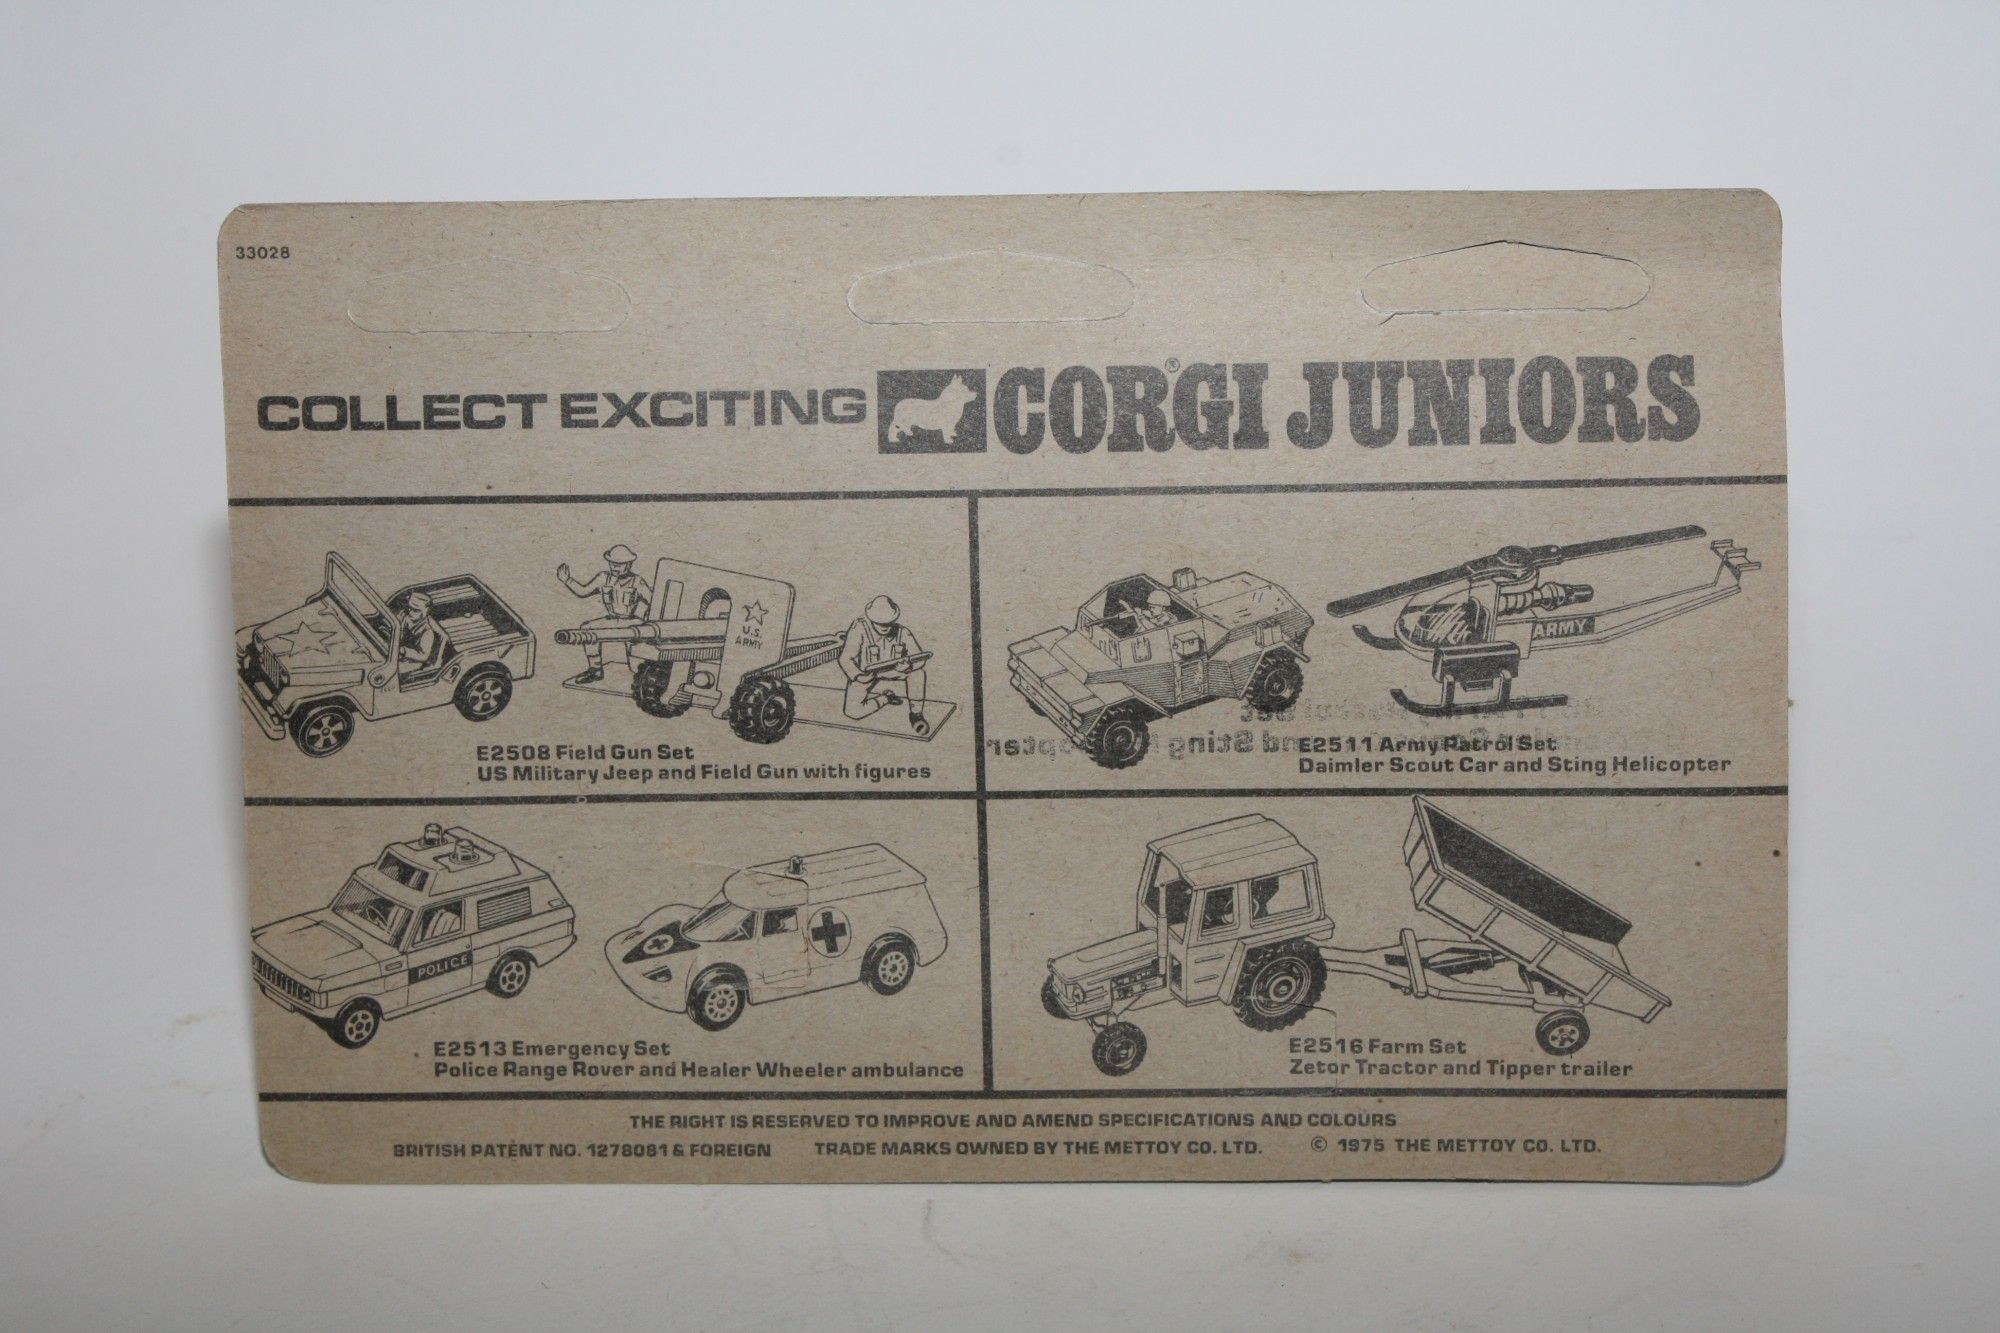 33028
COLLECT EXCITING CORGI® JUNIORS
U.S.
ARMY
E2508 Field Gun Set
US Military Jeep and Field Gun with figures
ARMY
E2511 Army Patrol Set
Daimler Scout Car and Sting Helicopter
POLICE
E2513 Emergency Set
Police Range Rover and Healer Wheeler ambulance
E2516 Farm Set
Zetor Tractor and Tipper trailer
THE RIGHT IS RESERVED TO IMPROVE AND AMEND SPECIFICATIONS AND COLOURS
BRITISH PATENT NO. 1278081 & FOREIGN TRADE MARKS OWNED BY THE METTOY CO. LTD. © 1975 THE METTOY CO. LTD.